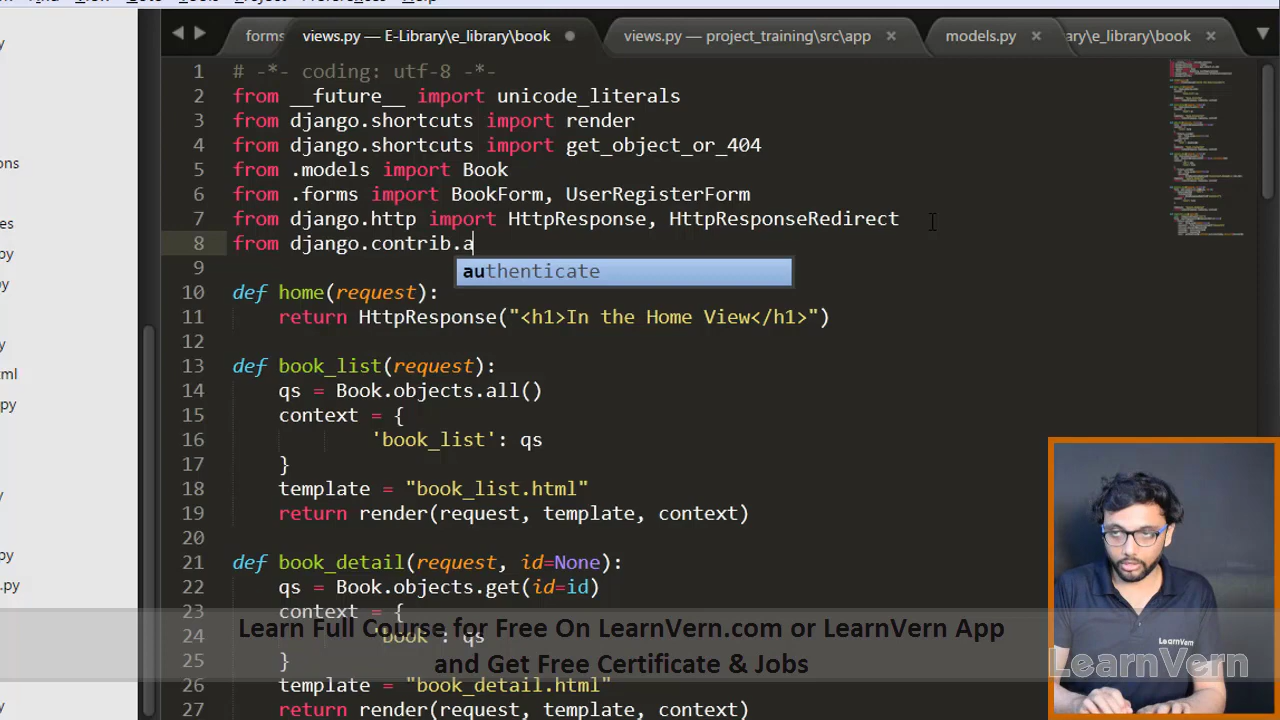 Project
Help
forms
views.py — E-Library\e_library\book
views.py — project_training\src\app
models.py
ary\e_library\book
1 # -*- coding: utf-8 -*-
2 from __future__ import unicode_literals
3 from django.shortcuts import render
4 from django.shortcuts import get_object_or_404
5 from .models import Book
6 from .forms import BookForm, UserRegisterForm
7 from django.http import HttpResponse, HttpResponseRedirect
8 from django.contrib.a
authenticate
9
10 def home(request):
11 return HttpResponse("<h1>In the Home View</h1>")
12
13 def book_list(request):
14 qs = Book.objects.all()
15 context = {
16 'book_list': qs
17 }
18 template = "book_list.html"
19 return render(request, template, context)
20
21 def book_detail(request, id=None):
22 qs = Book.objects.get(id=id)
23 context = {
24 'book': qs
25 }
26 template = "book_detail.html"
27 return render(request, template, context)
Learn Full Course for Free On LearnVern.com or LearnVern App
and Get Free Certificate & Jobs
LearnVern
LearnVern